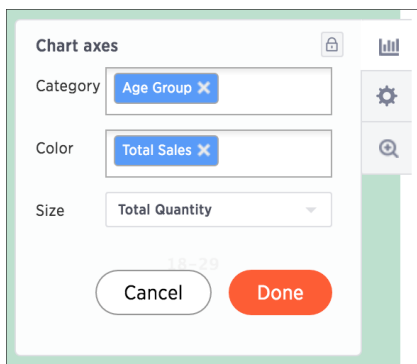 Chart axes
Category Age Group
Color Total Sales
Size Total Quantity
18-29
Cancel Done